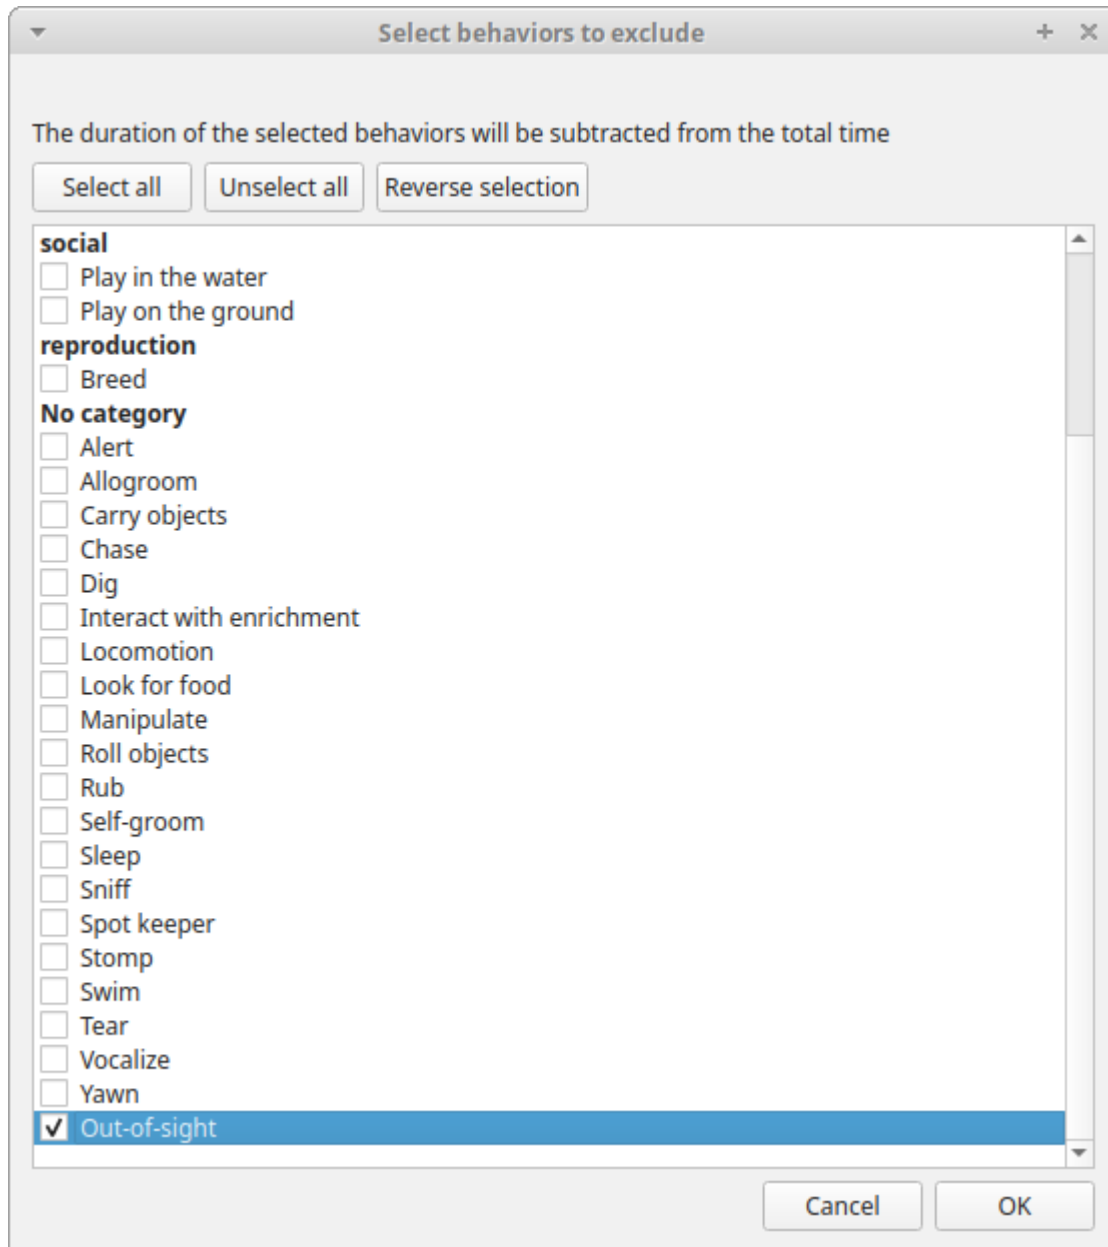 Select behaviors to exclude
The duration of the selected behaviors will be subtracted from the total time
Select all Unselect all Reverse selection
social
Play in the water
Play on the ground
reproduction
Breed
No category
Alert
Allogroom
Carry objects
Chase
Dig
Interact with enrichment
Locomotion
Look for food
Manipulate
Roll objects
Rub
Self-groom
Sleep
Sniff
Spot keeper
Stomp
Swim
Tear
Vocalize
Yawn
Out-of-sight
Cancel OK